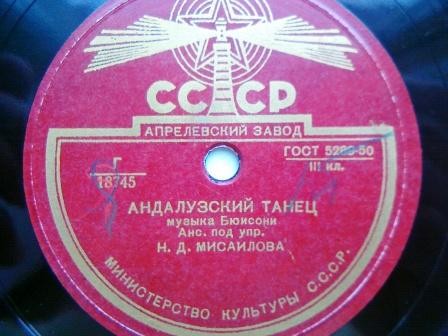 СССР
АПРЕЛЕВСКИЙ ЗАВОД
ГОСТ 5289-50
III кл.
Г
18745
АНДАЛУЗСКИЙ ТАНЕЦ
музыка Бюисони
Анс. под упр.
Н. Д. МИСАИЛОВА
МИНИСТЕРСТВО КУЛЬТУРЫ С.С.С.Р.